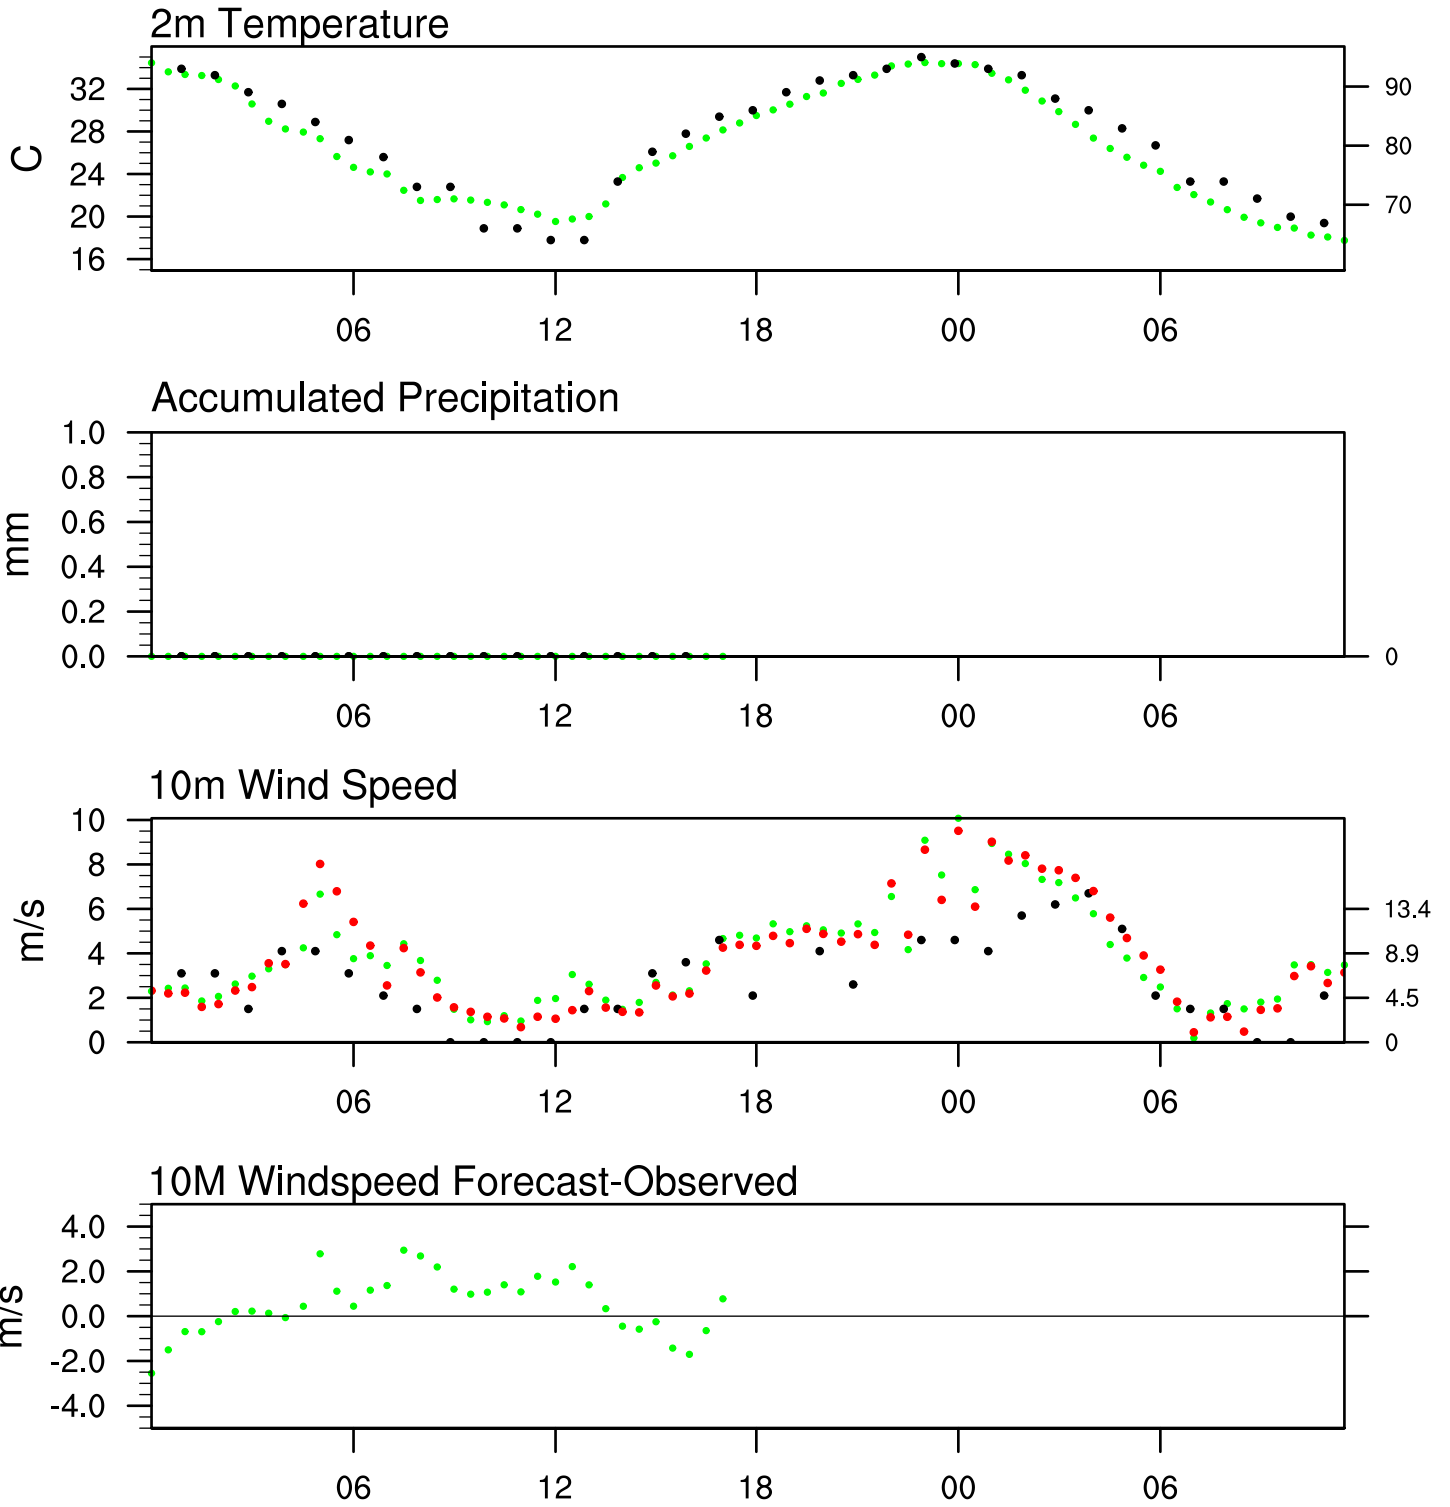 2m Temperature
C
32
28
24
20
16
90
80
70
06 12 18 00 06
Accumulated Precipitation
mm
1.0
0.8
0.6
0.4
0.2
0.0
0
06 12 18 00 06
10m Wind Speed
m/s
10
8
6
4
2
0
13.4
8.9
4.5
0
06 12 18 00 06
10M Windspeed Forecast-Observed
m/s
4.0
2.0
0.0
-2.0
-4.0
06 12 18 00 06